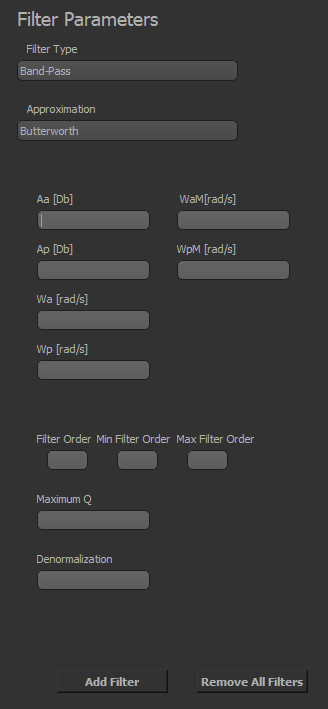 Filter Parameters
Filter Type
Band-Pass
Approximation
Butterworth
Aa [Db] WaM[rad/s]
Ap [Db] WpM [rad/s]
Wa [rad/s]
Wp [rad/s]
Filter Order Min Filter Order Max Filter Order
Maximum Q
Denormalization
Add Filter Remove All Filters